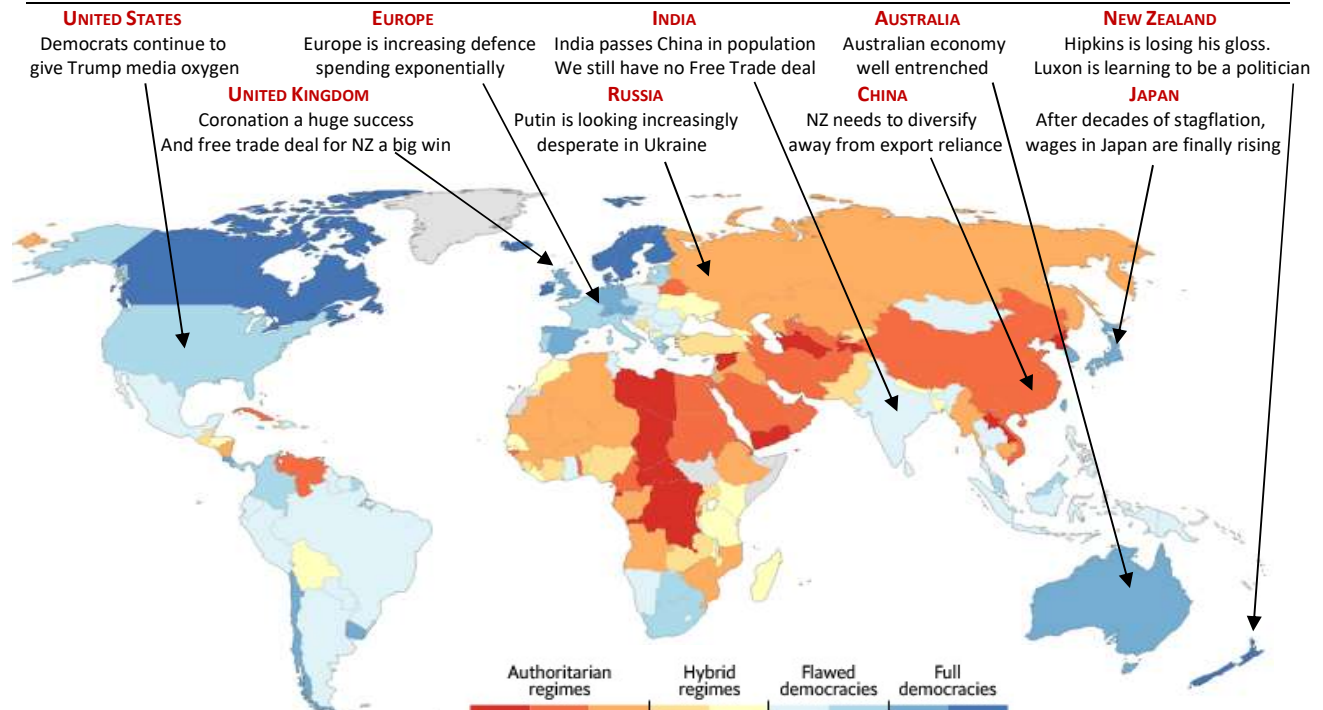 UNITED STATES
Democrats continue to
give Trump media oxygen
EUROPE
Europe is increasing defence
spending exponentially
INDIA
India passes China in population
We still have no Free Trade deal
AUSTRALIA
Australian economy
well entrenched
NEW ZEALAND
Hipkins is losing his gloss.
Luxon is learning to be a politician
UNITED KINGDOM
Coronation a huge success
And free trade deal for NZ a big win
RUSSIA
Putin is looking increasingly
desperate in Ukraine
CHINA
NZ needs to diversify
away from export reliance
JAPAN
After decades of stagflation,
wages in Japan are finally rising
Authoritarian
regimes
Hybrid
regimes
Flawed
democracies
Full
democracies